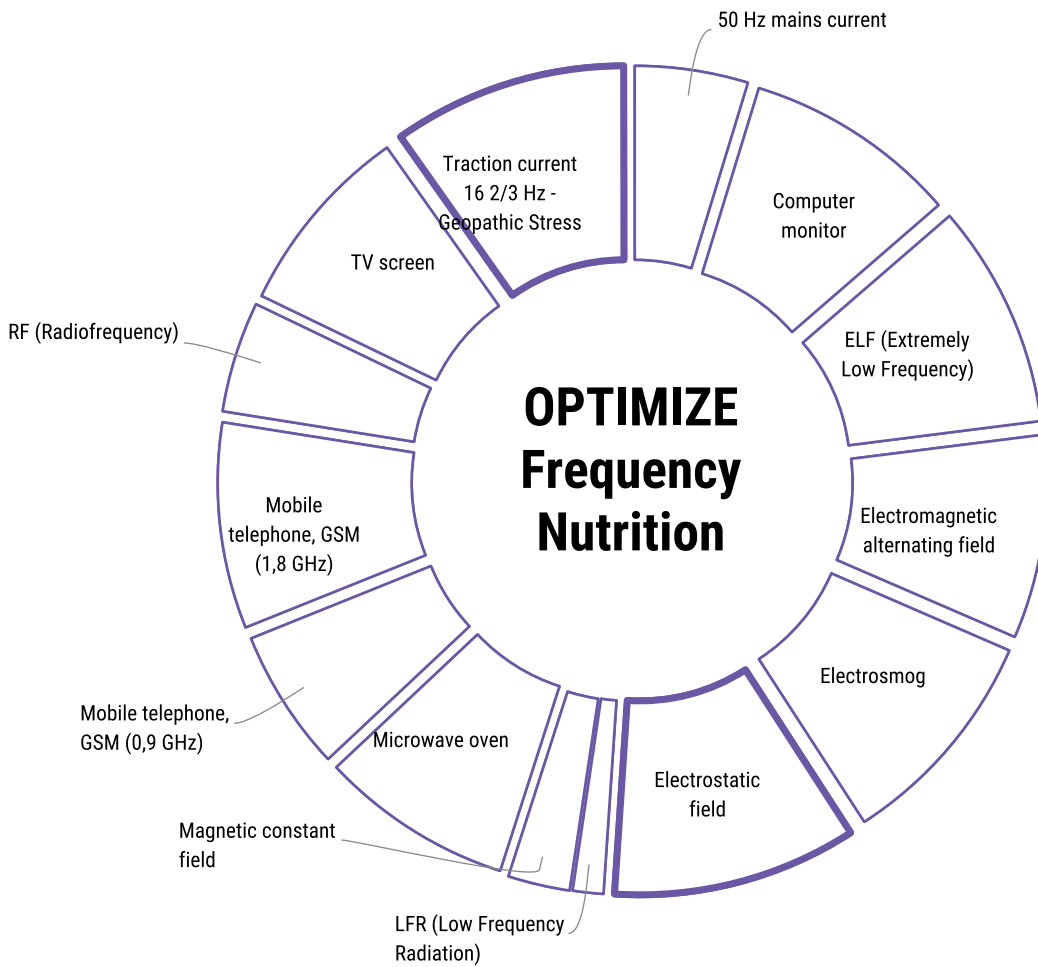 50 Hz mains current
Traction current
16 2/3 Hz -
Geopathic Stress
Computer
monitor
TV screen
RF (Radiofrequency)
ELF (Extremely
Low Frequency)
OPTIMIZE
Frequency
Nutrition
Mobile
telephone, GSM
(1,8 GHz)
Electromagnetic
alternating field
Electrosmog
Mobile telephone,
GSM (0,9 GHz)
Microwave oven
Electrostatic
field
Magnetic constant
field
LFR (Low Frequency
Radiation)